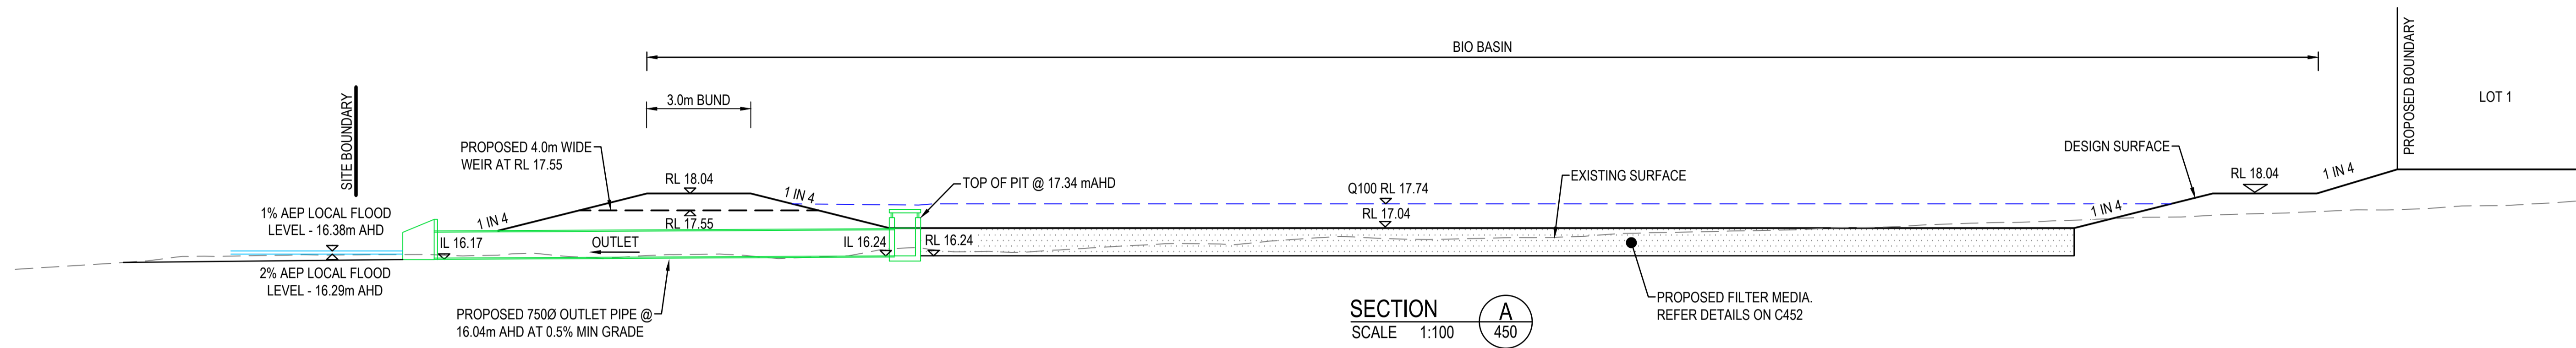 BIO BASIN
SITE BOUNDARY
3.0m BUND
PROPOSED BOUNDARY
LOT 1
PROPOSED 4.0m WIDE
WEIR AT RL 17.55
RL 18.04
1 IN 4
TOP OF PIT @ 17.34 mAHD
Q100 RL 17.74
RL 17.04
EXISTING SURFACE
DESIGN SURFACE
RL 18.04
1 IN 4
1% AEP LOCAL FLOOD
LEVEL - 16.38m AHD
1 IN 4
RL 17.55
1 IN 4
IL 16.17
OUTLET
IL 16.24
RL 16.24
2% AEP LOCAL FLOOD
LEVEL - 16.29m AHD
PROPOSED 750Ø OUTLET PIPE @
16.04m AHD AT 0.5% MIN GRADE
PROPOSED FILTER MEDIA.
REFER DETAILS ON C452
SECTION
SCALE 1:100
A
450